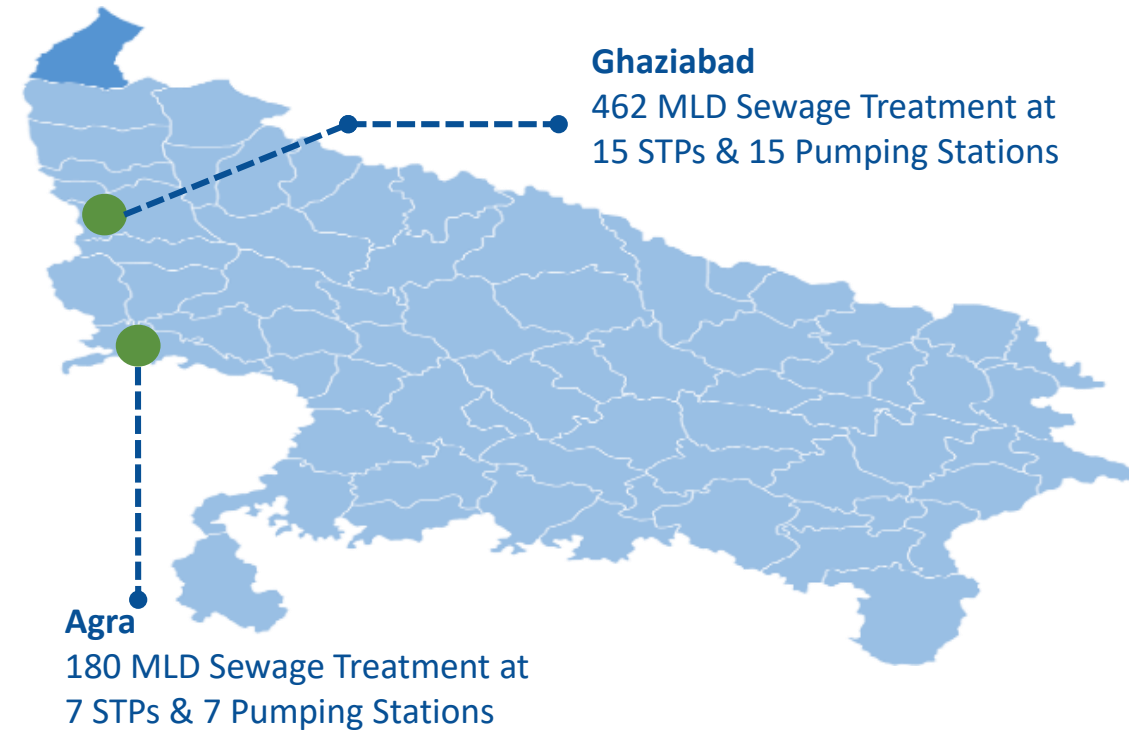 Ghaziabad
462 MLD Sewage Treatment at
15 STPs & 15 Pumping Stations
Agra
180 MLD Sewage Treatment at
7 STPs & 7 Pumping Stations